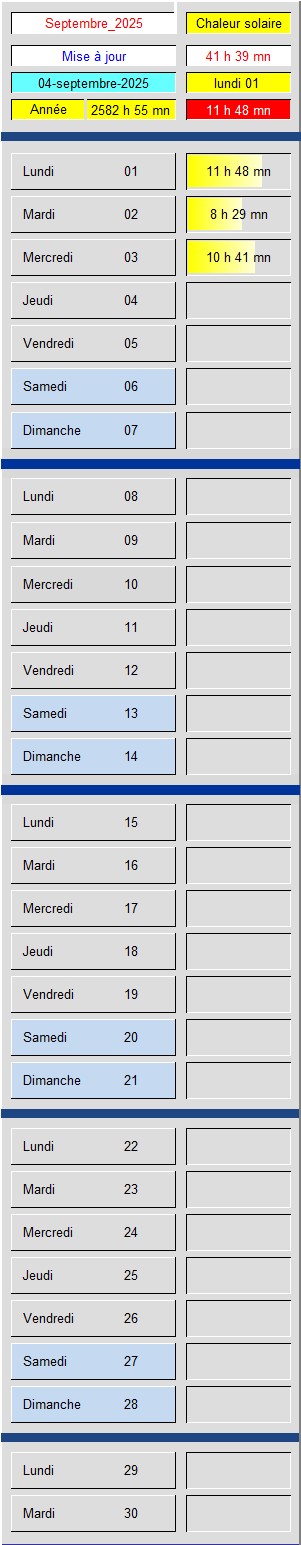 Septembre_2025 Chaleur solaire
Mise à jour 41 h 39 mn
04-septembre-2025 lundi 01
Année 2582 h 55 mn 11 h 48 mn
Lundi 01 11 h 48 mn
Mardi 02 8 h 29 mn
Mercredi 03 10 h 41 mn
Jeudi 04
Vendredi 05
Samedi 06
Dimanche 07
Lundi 08
Mardi 09
Mercredi 10
Jeudi 11
Vendredi 12
Samedi 13
Dimanche 14
Lundi 15
Mardi 16
Mercredi 17
Jeudi 18
Vendredi 19
Samedi 20
Dimanche 21
Lundi 22
Mardi 23
Mercredi 24
Jeudi 25
Vendredi 26
Samedi 27
Dimanche 28
Lundi 29
Mardi 30